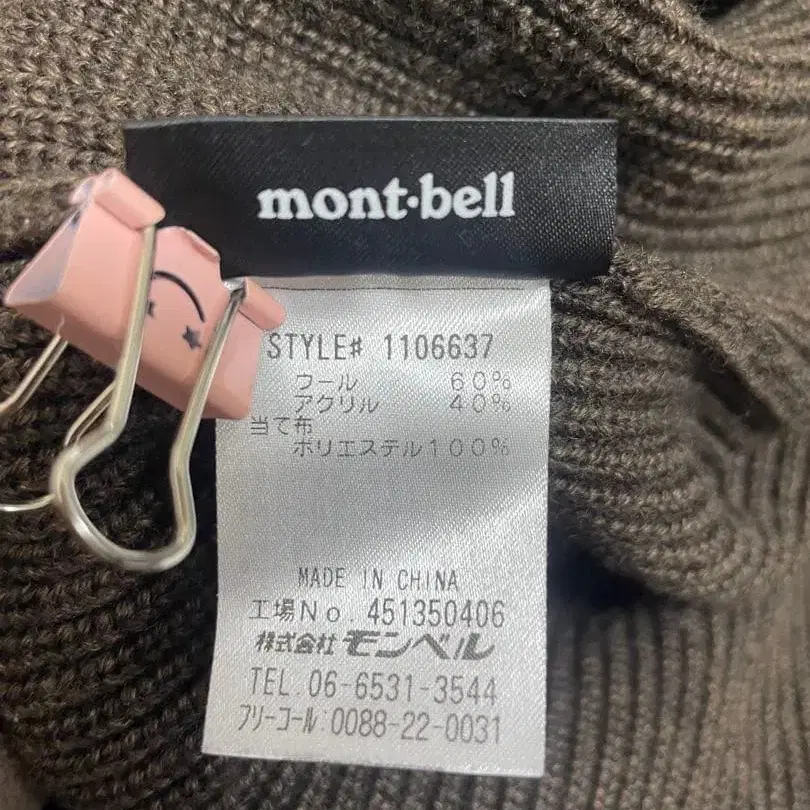 mont·bell
STYLE# 1106637
ウール 60%
アクリル 40%
当て布
ポリエステル100%
MADE IN CHINA
工場No. 451350406
株式会社 モンベル
TEL. 06-6531-3544
フリーコール:0088-22-0031